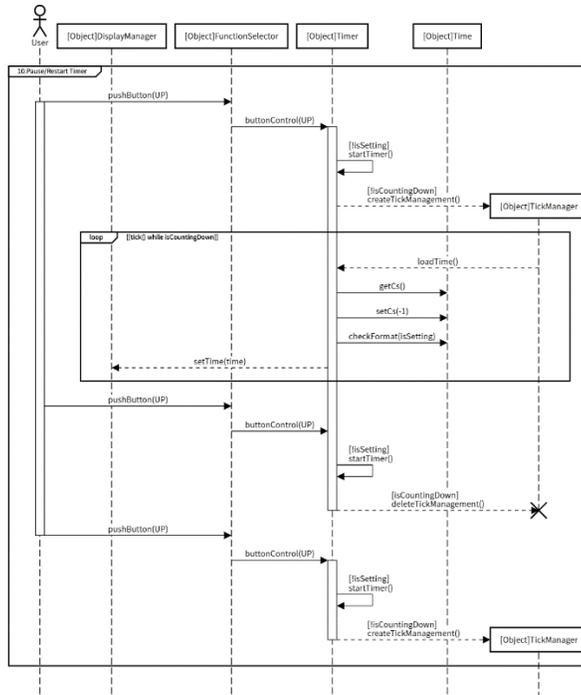 User
[Object]DisplayManager
[Object]FunctionSelector
[Object]Timer
[Object]Time
10:Pause/Restart Timer
pushButton(UP)
buttonControl(UP)
[!isSetting]
startTimer()
[!isCountingDown]
createTickManagement()
[Object]TickManager
loop
[[tick] while isCountingDown]]
loadTime()
getCs()
setCs(-1)
checkFormat(isSetting)
setTime(time)
pushButton(UP)
buttonControl(UP)
[!isSetting]
startTimer()
[isCountingDown]
deleteTickManagement()
pushButton(UP)
buttonControl(UP)
[!isSetting]
startTimer()
[!isCountingDown]
createTickManagement()
[Object]TickManager